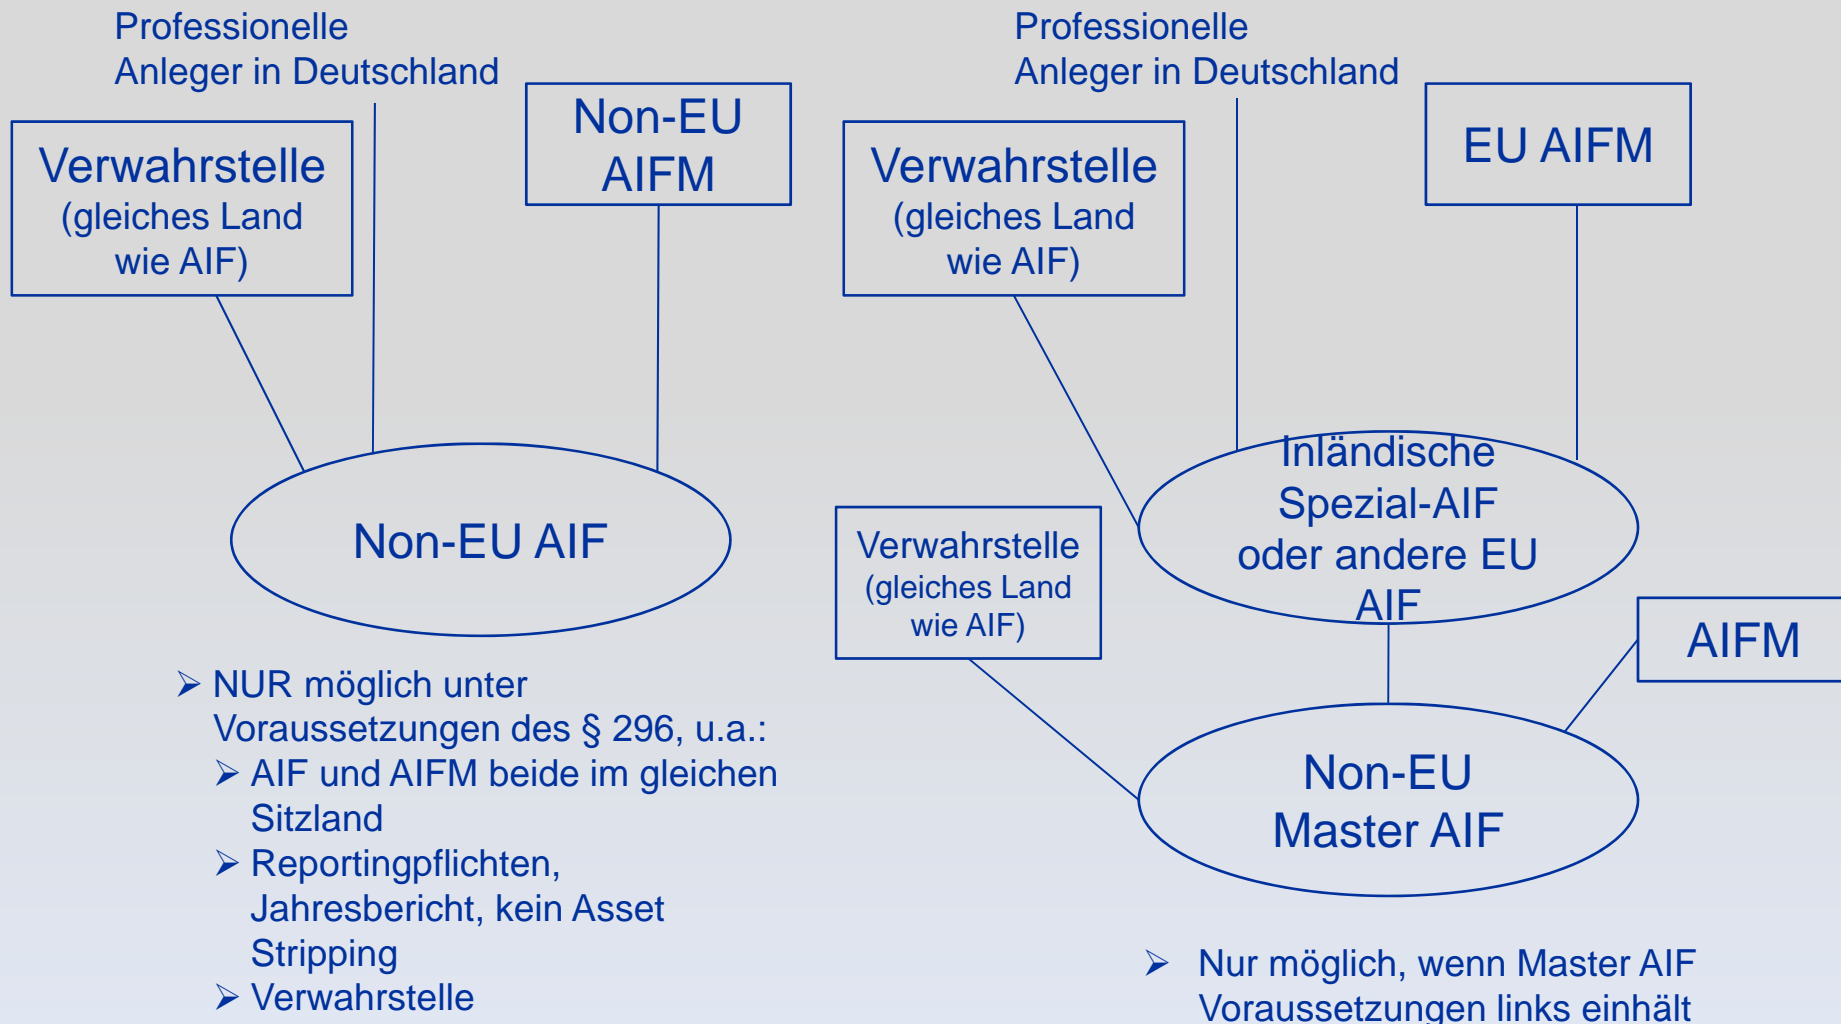 Professionelle
Anleger in Deutschland
Non-EU
AIFM
Verwahrstelle
(gleiches Land
wie AIF)
Non-EU AIF
➢ NUR möglich unter
Voraussetzungen des § 296, u.a.:
➢ AIF und AIFM beide im gleichen
Sitzland
➢ Reportingpflichten,
Jahresbericht, kein Asset
Stripping
➢ Verwahrstelle
Professionelle
Anleger in Deutschland
EU AIFM
Verwahrstelle
(gleiches Land
wie AIF)
Inländische
Spezial-AIF
oder andere EU
AIF
Verwahrstelle
(gleiches Land
wie AIF)
AIFM
Non-EU
Master AIF
➢ Nur möglich, wenn Master AIF
Voraussetzungen links einhält